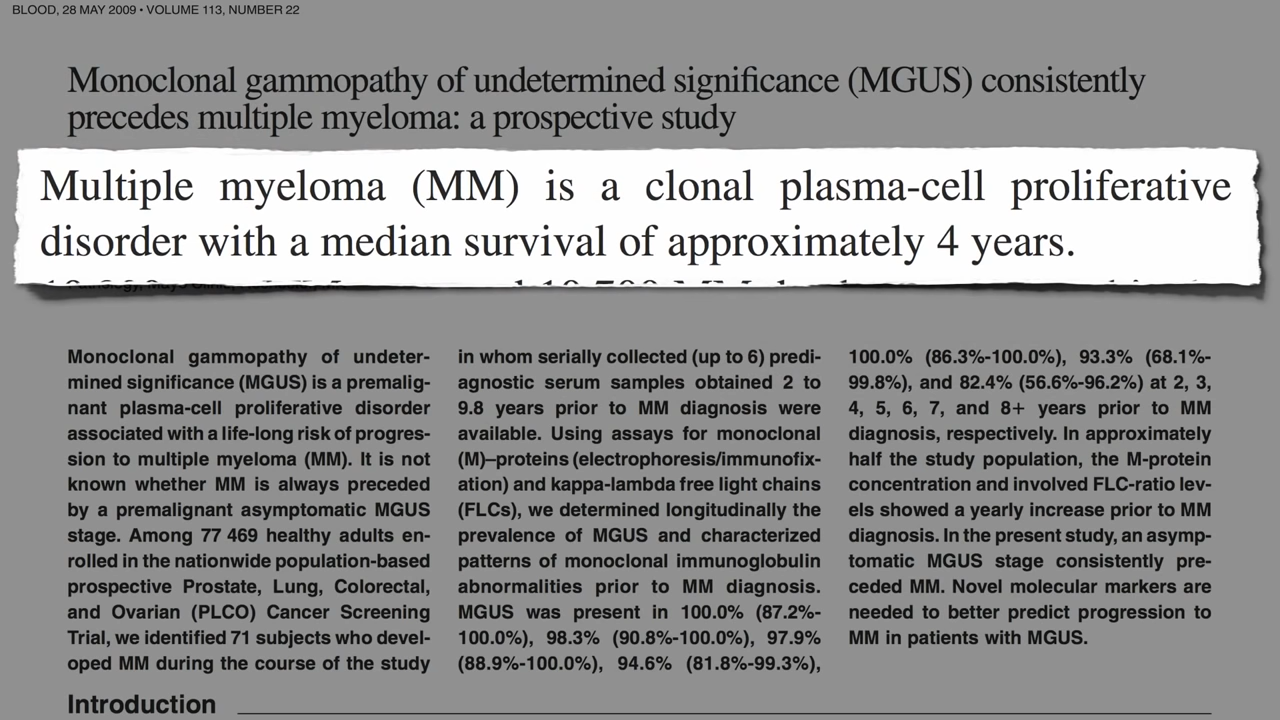 BLOOD, 28 MAY 2009 • VOLUME 113, NUMBER 22
Monoclonal gammopathy of undetermined significance (MGUS) consistently
precedes multiple myeloma: a prospective study
Multiple myeloma (MM) is a clonal plasma-cell proliferative
disorder with a median survival of approximately 4 years.
Monoclonal gammopathy of undeter-
mined significance (MGUS) is a premalig-
nant plasma-cell proliferative disorder
associated with a life-long risk of progres-
sion to multiple myeloma (MM). It is not
known whether MM is always preceded
by a premalignant asymptomatic MGUS
stage. Among 77 469 healthy adults en-
rolled in the nationwide population-based
prospective Prostate, Lung, Colorectal,
and Ovarian (PLCO) Cancer Screening
Trial, we identified 71 subjects who devel-
oped MM during the course of the study
in whom serially collected (up to 6) predi-
agnostic serum samples obtained 2 to
9.8 years prior to MM diagnosis were
available. Using assays for monoclonal
(M)–proteins (electrophoresis/immunofix-
ation) and kappa-lambda free light chains
(FLCs), we determined longitudinally the
prevalence of MGUS and characterized
patterns of monoclonal immunoglobulin
abnormalities prior to MM diagnosis.
MGUS was present in 100.0% (87.2%-
100.0%), 98.3% (90.8%-100.0%), 97.9%
(88.9%-100.0%), 94.6% (81.8%-99.3%),
100.0% (86.3%-100.0%), 93.3% (68.1%-
99.8%), and 82.4% (56.6%-96.2%) at 2, 3,
4, 5, 6, 7, and 8+ years prior to MM
diagnosis, respectively. In approximately
half the study population, the M-protein
concentration and involved FLC-ratio lev-
els showed a yearly increase prior to MM
diagnosis. In the present study, an asymp-
tomatic MGUS stage consistently pre-
ceded MM. Novel molecular markers are
needed to better predict progression to
MM in patients with MGUS.
Introduction